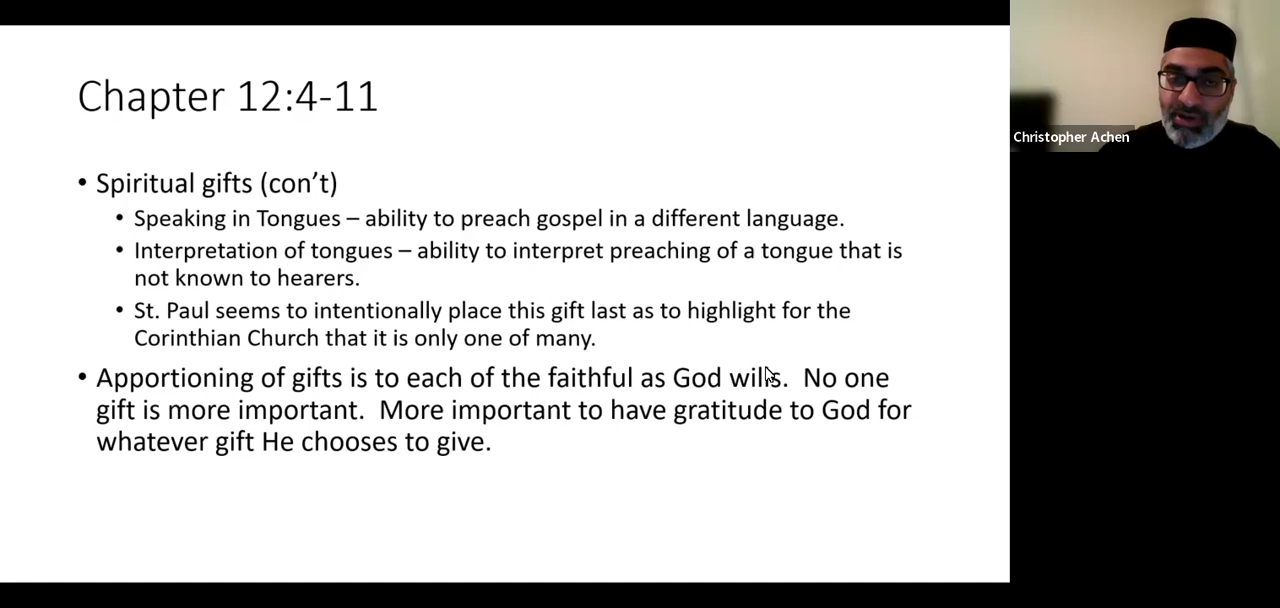 Chapter 12:4-11
• Spiritual gifts (con’t)
• Speaking in Tongues – ability to preach gospel in a different language.
• Interpretation of tongues – ability to interpret preaching of a tongue that is
not known to hearers.
• St. Paul seems to intentionally place this gift last as to highlight for the
Corinthian Church that it is only one of many.
• Apportioning of gifts is to each of the faithful as God wills.  No one
gift is more important.  More important to have gratitude to God for
whatever gift He chooses to give.
Christopher Achen